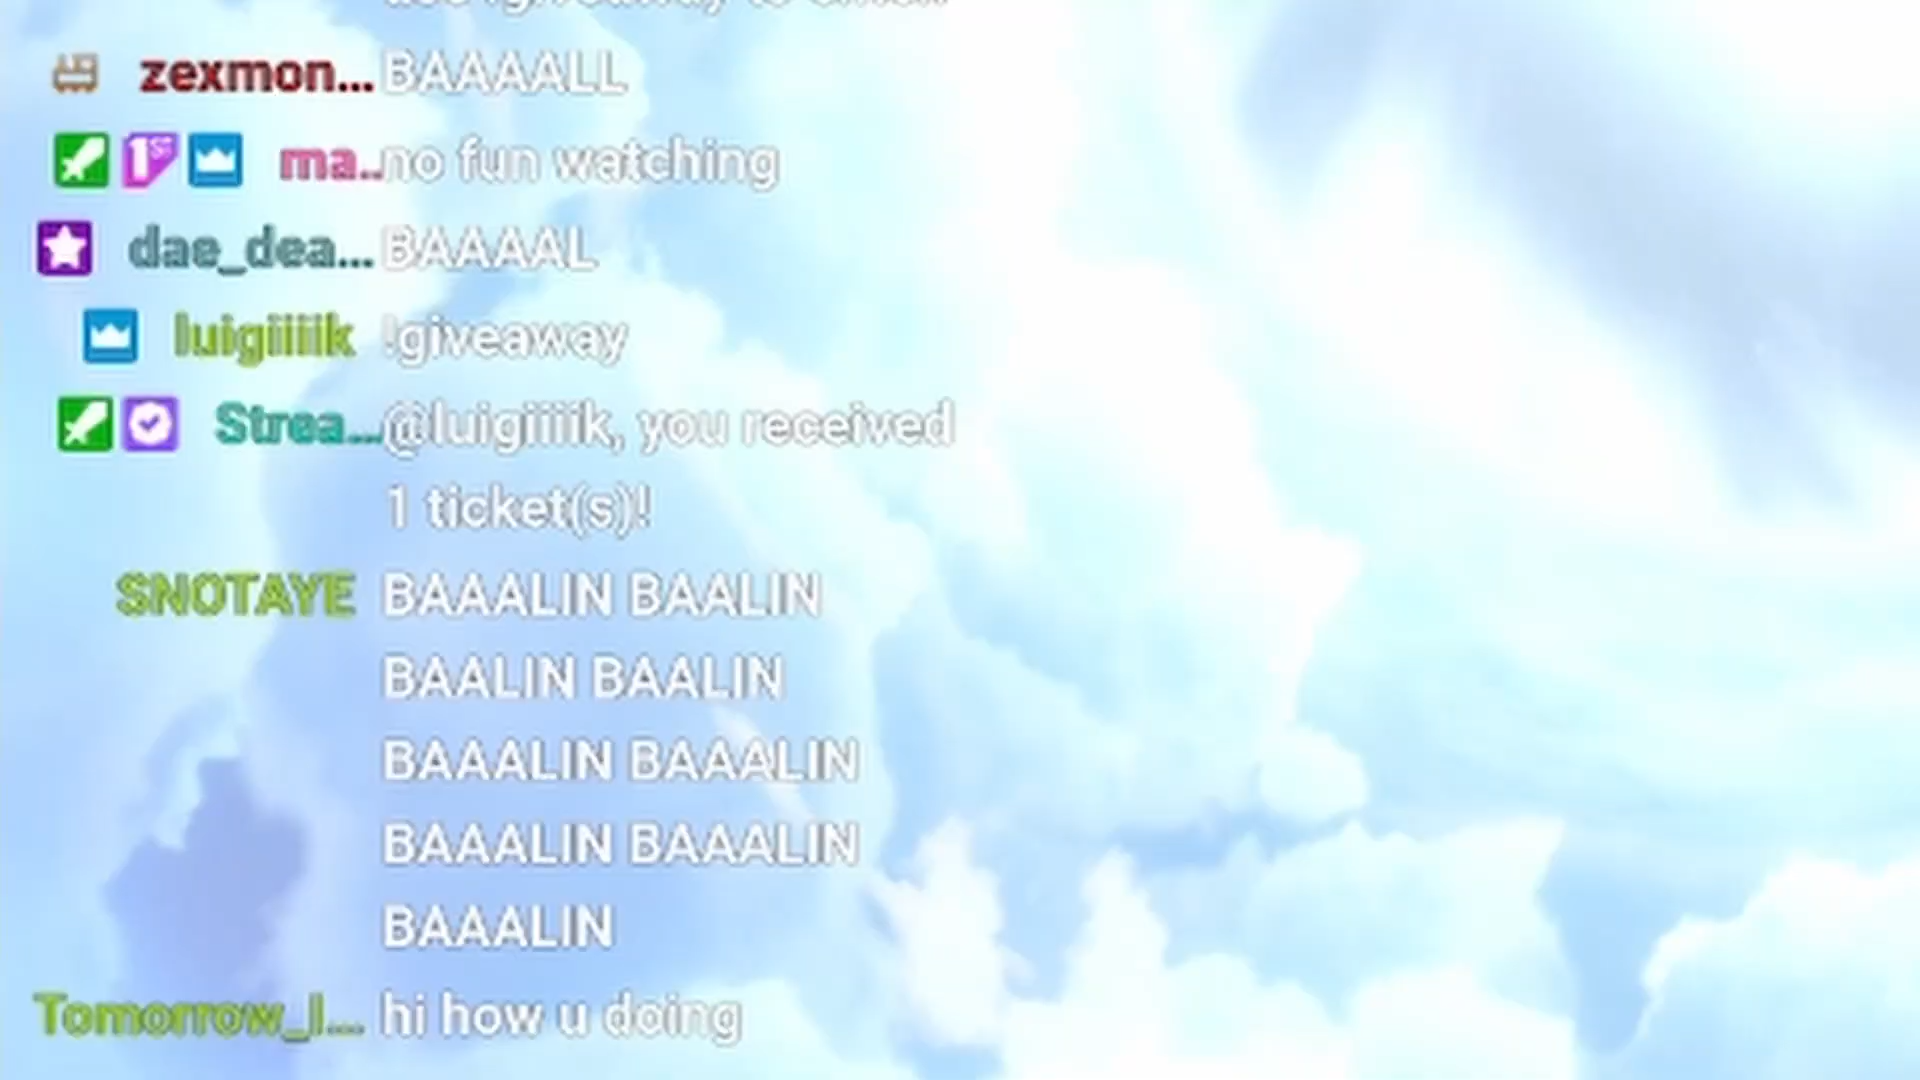 zexmon... BAAAALL
1ST ma.. no fun watching
dae_dea... BAAAAL
luigiiiik !giveaway
Strea... @luigiiiik, you received
1 ticket(s)!
SNOTAYE BAAALIN BAALIN
BAALIN BAALIN
BAAALIN BAAALIN
BAAALIN BAAALIN
BAAALIN
Tomorrow_l... hi how u doing